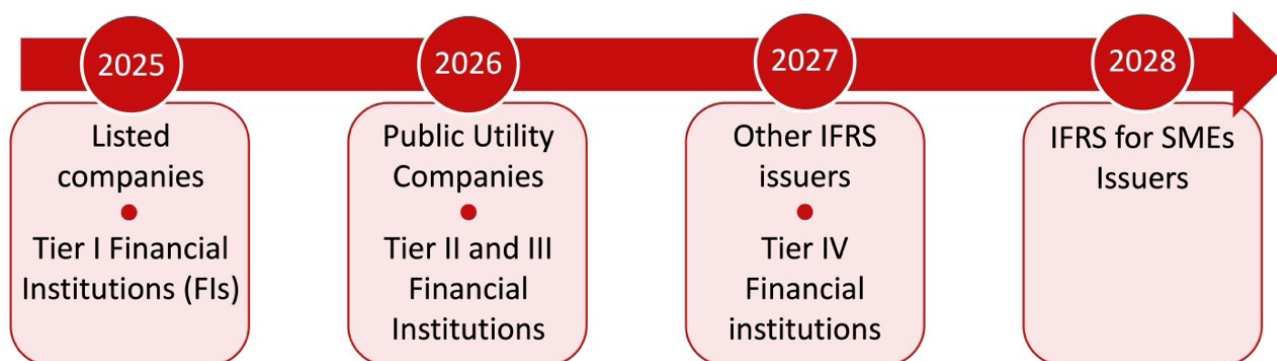 2025
Listed
companies
Tier I Financial
Institutions (FIs)
2026
Public Utility
Companies
Tier II and III
Financial
Institutions
2027
Other IFRS
issuers
Tier IV
Financial
institutions
2028
IFRS for SMEs
Issuers